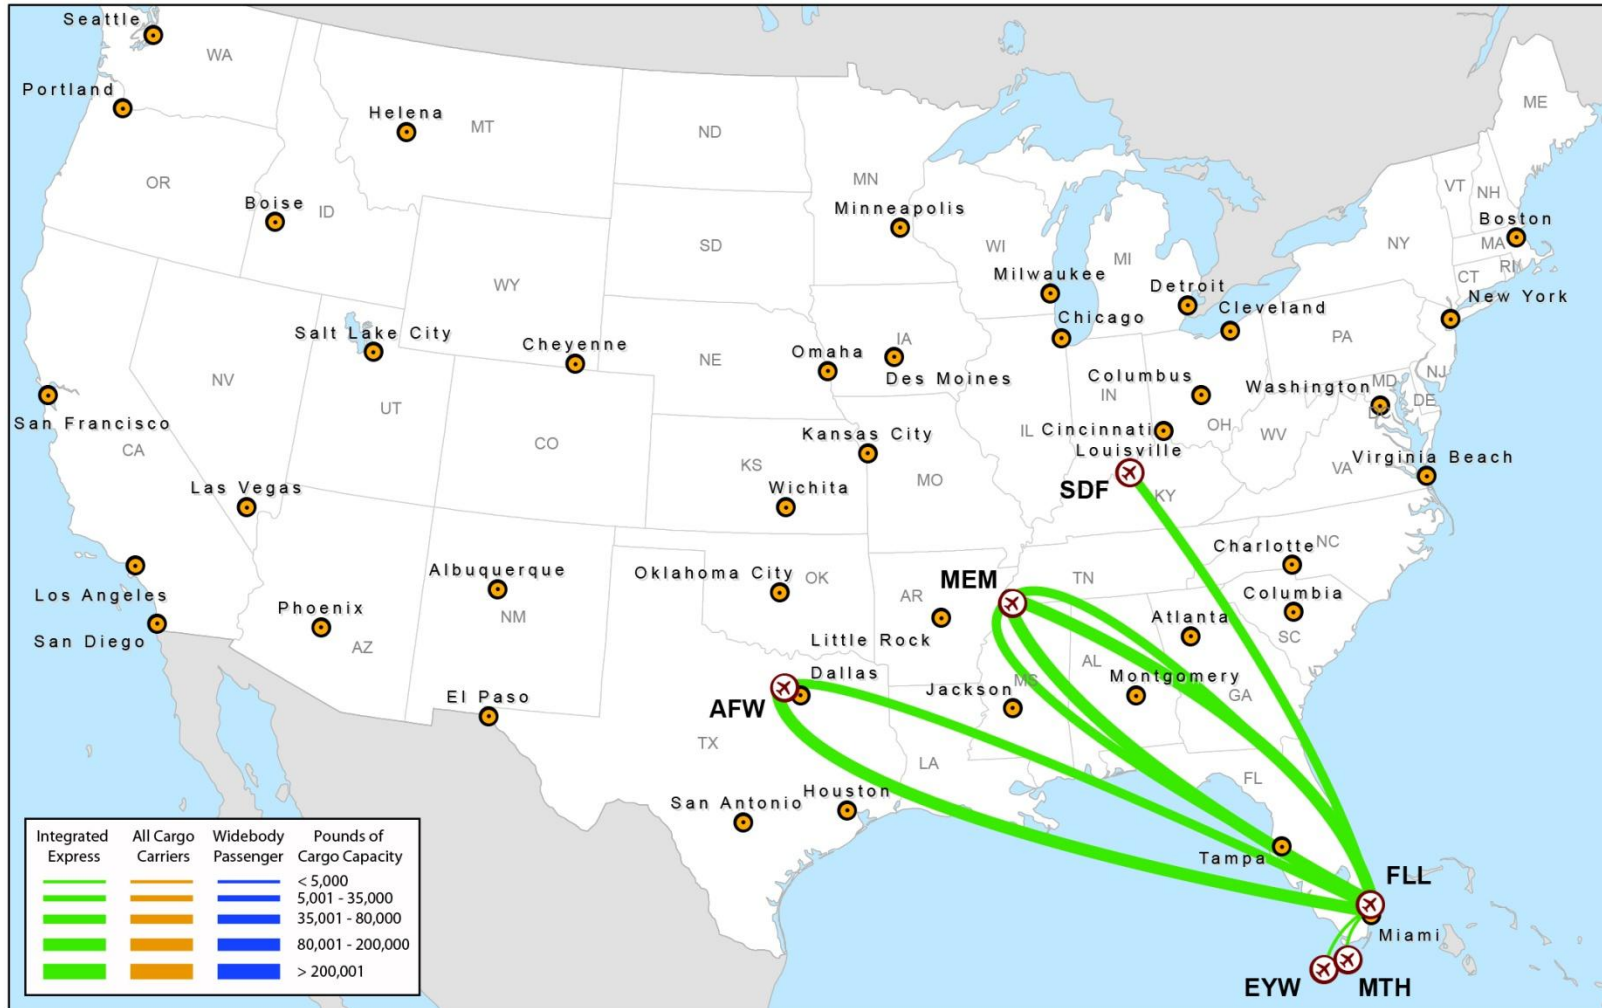 Seattle
WA
Portland
Helena
MT
ND
ME
OR
Boise
ID
MN
Minneapolis
VT
NH
Boston
SD
WI
MI
NY
MA
WY
Milwaukee
Detroit
CT
RI
New York
Salt Lake City
Cheyenne
NE
Omaha
IA
Des Moines
Chicago
Cleveland
PA
NV
UT
Columbus
IN
Washington
MD
NJ
DE
DC
San Francisco
CA
CO
Kansas City
IL
Cincinnati
OH
WV
Louisville
KS
MO
VA
Virginia Beach
Las Vegas
Wichita
SDF
KY
Albuquerque
NM
Oklahoma City
OK
MEM
TN
Charlotte
NC
Los Angeles
Phoenix
AR
Columbia
San Diego
AZ
Little Rock
Atlanta
SC
Dallas
AL
El Paso
AFW
Jackson
MS
Montgomery
GA
TX
LA
FL
San Antonio
Houston
Tampa
FLL
Miami
EYW
MTH
Integrated Express
All Cargo Carriers
Widebody Passenger
Pounds of Cargo Capacity
< 5,000
5,001 - 35,000
35,001 - 80,000
80,001 - 200,000
> 200,001